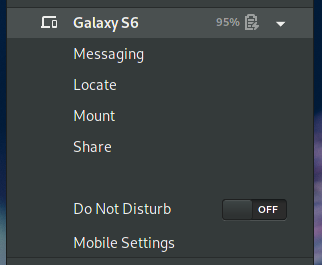 Galaxy S6 95%
Messaging
Locate
Mount
Share
Do Not Disturb OFF
Mobile Settings